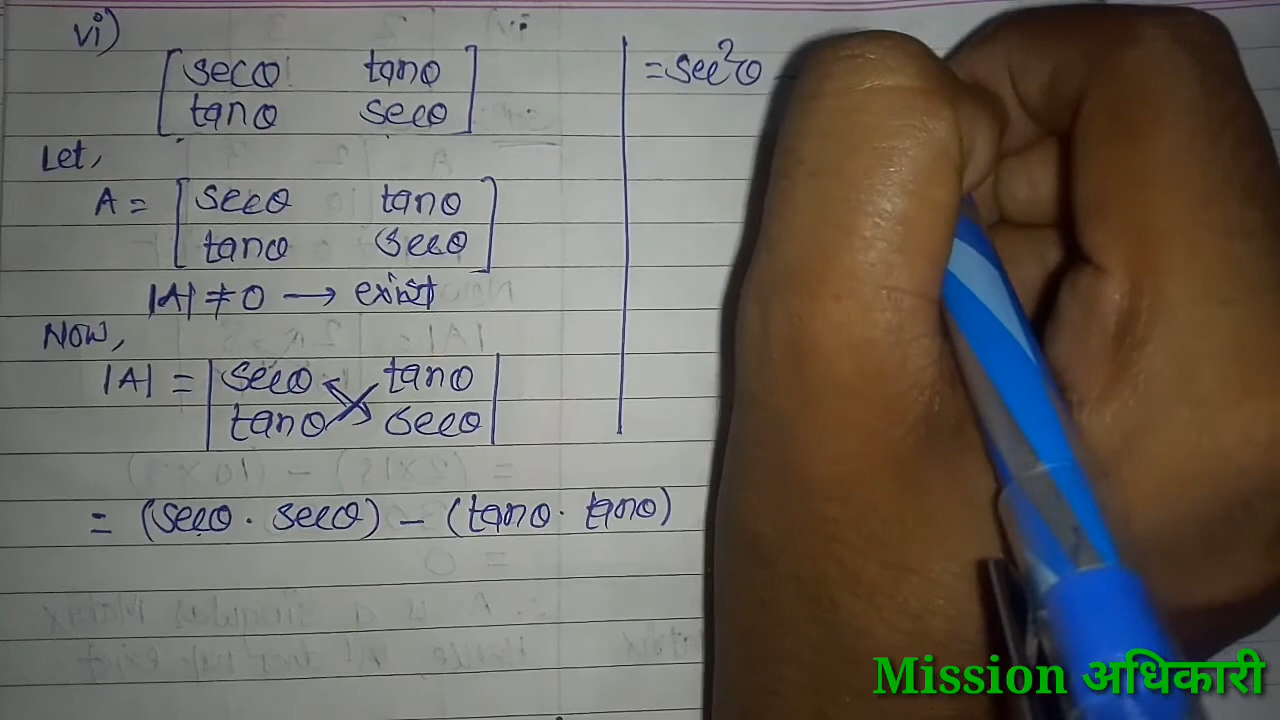 vi)
[secθ tanθ
tanθ secθ]
Let,
A = [secθ tanθ
tanθ secθ]
|A| ≠ 0 → exist
Now,
|A| = |secθ tanθ
tanθ secθ|
= (secθ · secθ) – (tanθ · tanθ)
= sec²θ
Mission अधिकारी